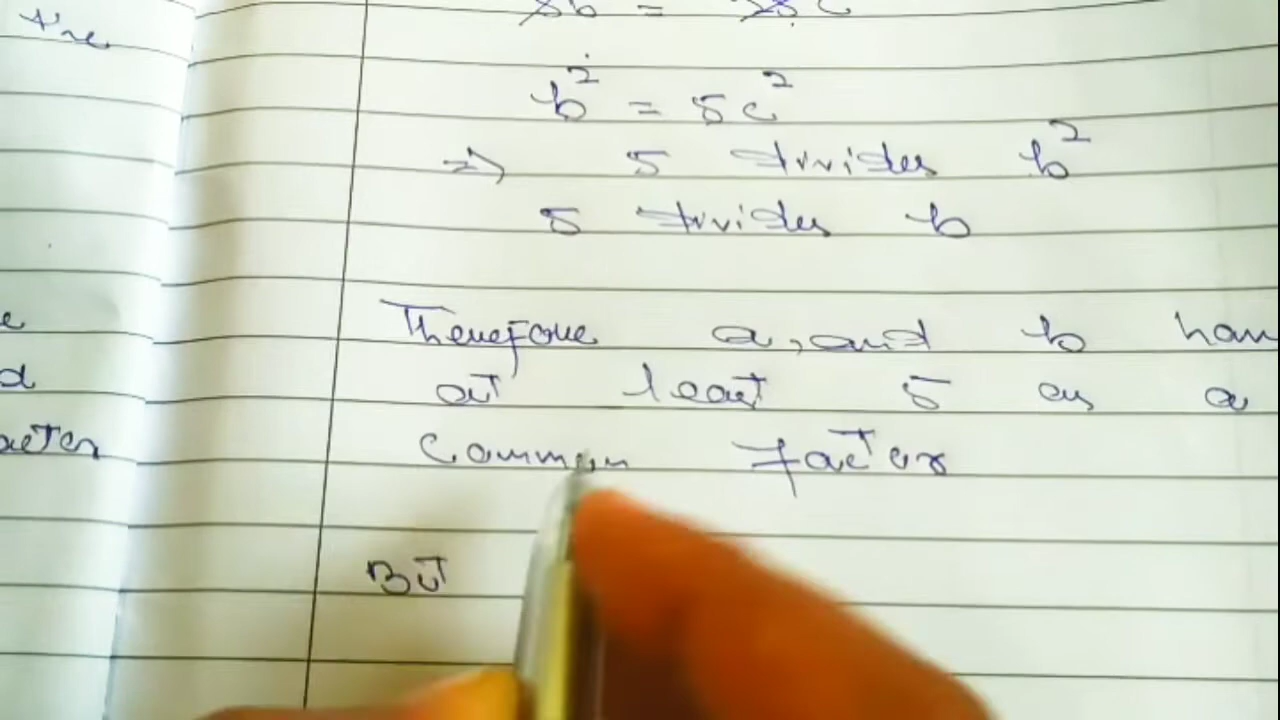 b² = 5c²
=> 5 divides b²
5 divides b
Therefore a, and b have
at least 5 as a
common factor
But